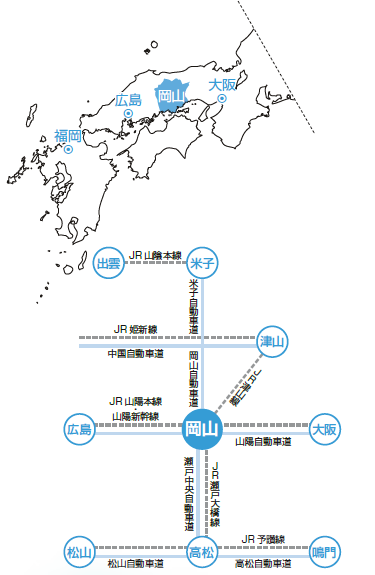 大阪
岡山
広島
福岡
JR山陰本線
出雲
米子
米子自動車道
JR 姫新線
津山
中国自動車道
岡山自動車道
JR津山線
JR山陽本線
・
山陽新幹線
広島
岡山
大阪
山陽自動車道
瀬戸中央自動車道
JR瀬戸大橋線
JR 予讃線
松山
高松
鳴門
松山自動車道
高松自動車道